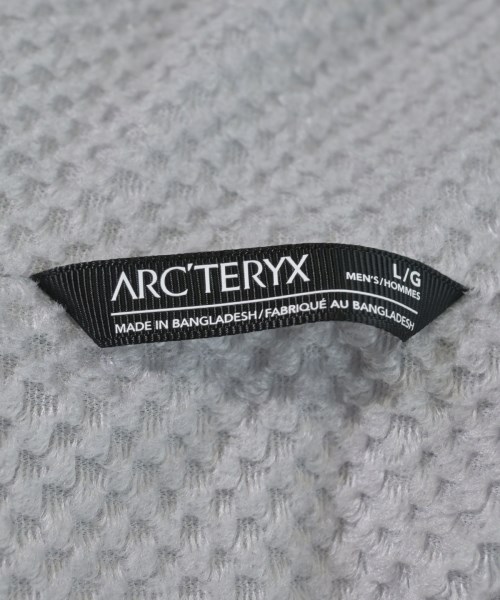 ARC'TERYX
L/G
MEN'S/HOMMES
MADE IN BANGLADESH/FABRIQUÉ AU BANGLADESH